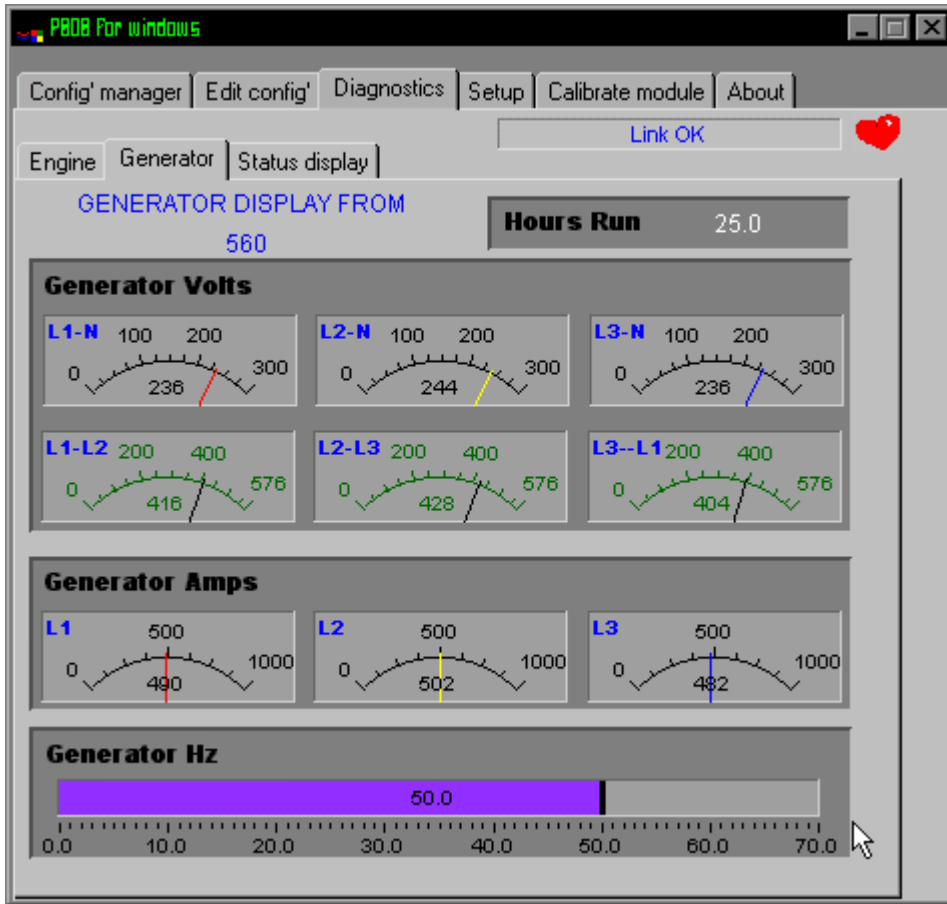 P808 For windows
Config' manager Edit config' Diagnostics Setup Calibrate module About
Link OK
Engine Generator Status display
GENERATOR DISPLAY FROM
560
Hours Run 25.0
Generator Volts
L1-N 0 100 200 300 236
L2-N 0 100 200 300 244
L3-N 0 100 200 300 236
L1-L2 0 200 400 576 416
L2-L3 0 200 400 576 428
L3--L1 0 200 400 576 404
Generator Amps
L1 0 500 1000 490
L2 0 500 1000 502
L3 0 500 1000 482
Generator Hz
50.0
0.0 10.0 20.0 30.0 40.0 50.0 60.0 70.0